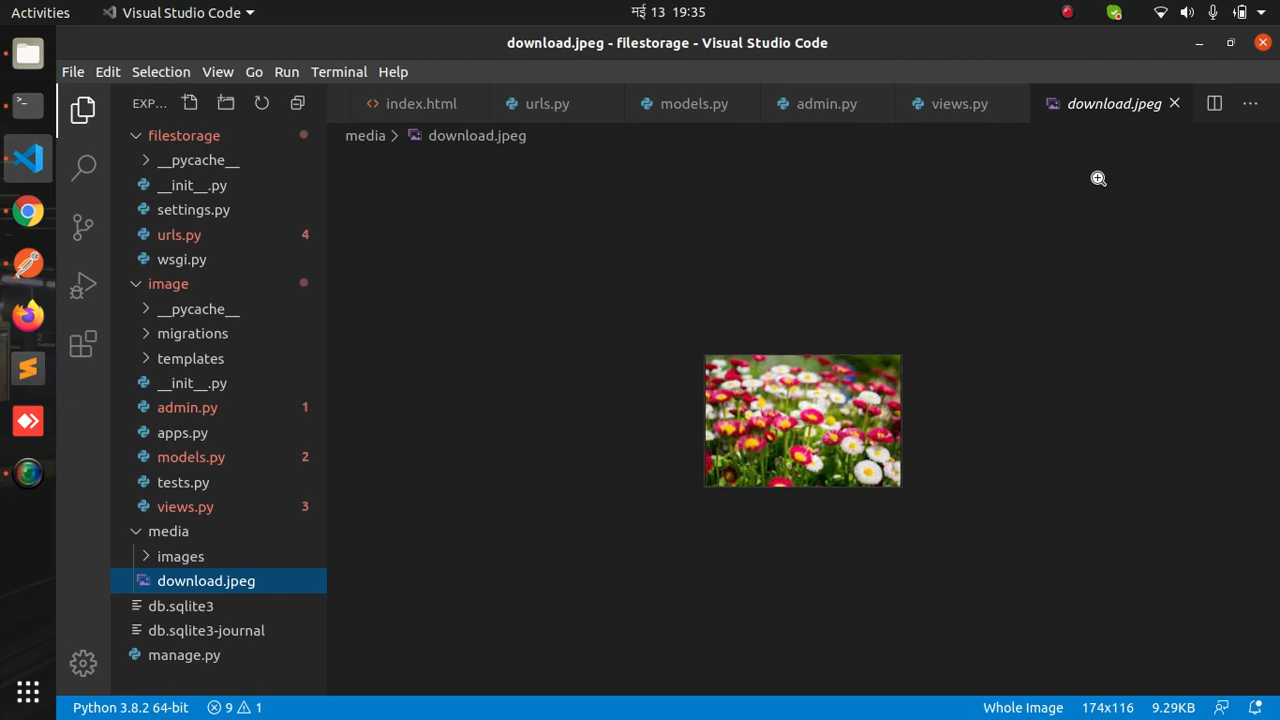 Activities
Visual Studio Code
मई 13 19:35
download.jpeg - filestorage - Visual Studio Code
File Edit Selection View Go Run Terminal Help
EXP...
index.html
urls.py
models.py
admin.py
views.py
download.jpeg
media
download.jpeg
filestorage
__pycache__
__init__.py
settings.py
urls.py 4
wsgi.py
image
__pycache__
migrations
templates
__init__.py
admin.py 1
apps.py
models.py 2
tests.py
views.py 3
media
images
download.jpeg
db.sqlite3
db.sqlite3-journal
manage.py
Python 3.8.2 64-bit 9 1 Whole Image 174x116 9.29KB